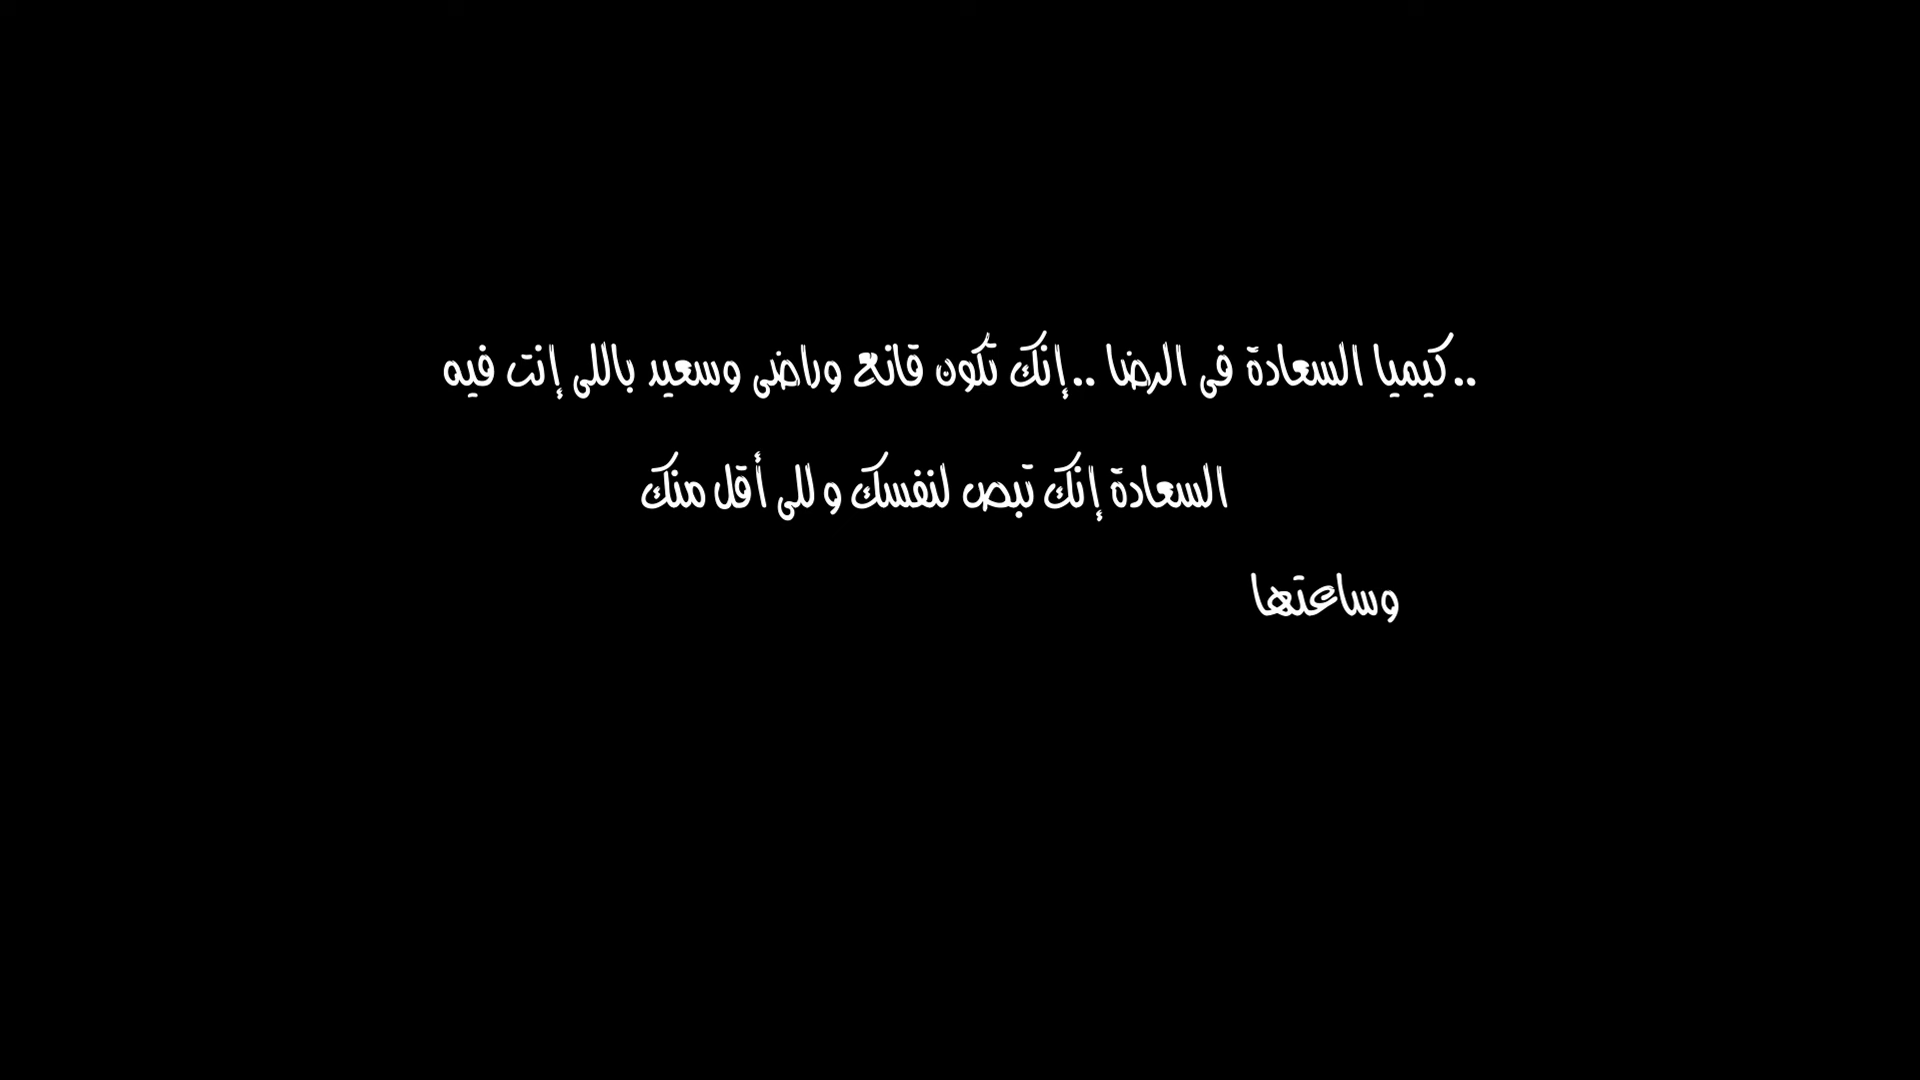 ..كيميا السعادة فى الرضا ..إنك تكون قانع وراضى وسعيد باللى إنت فيه
السعادة إنك تبص لنفسك وللى أقل منك
وساعتها